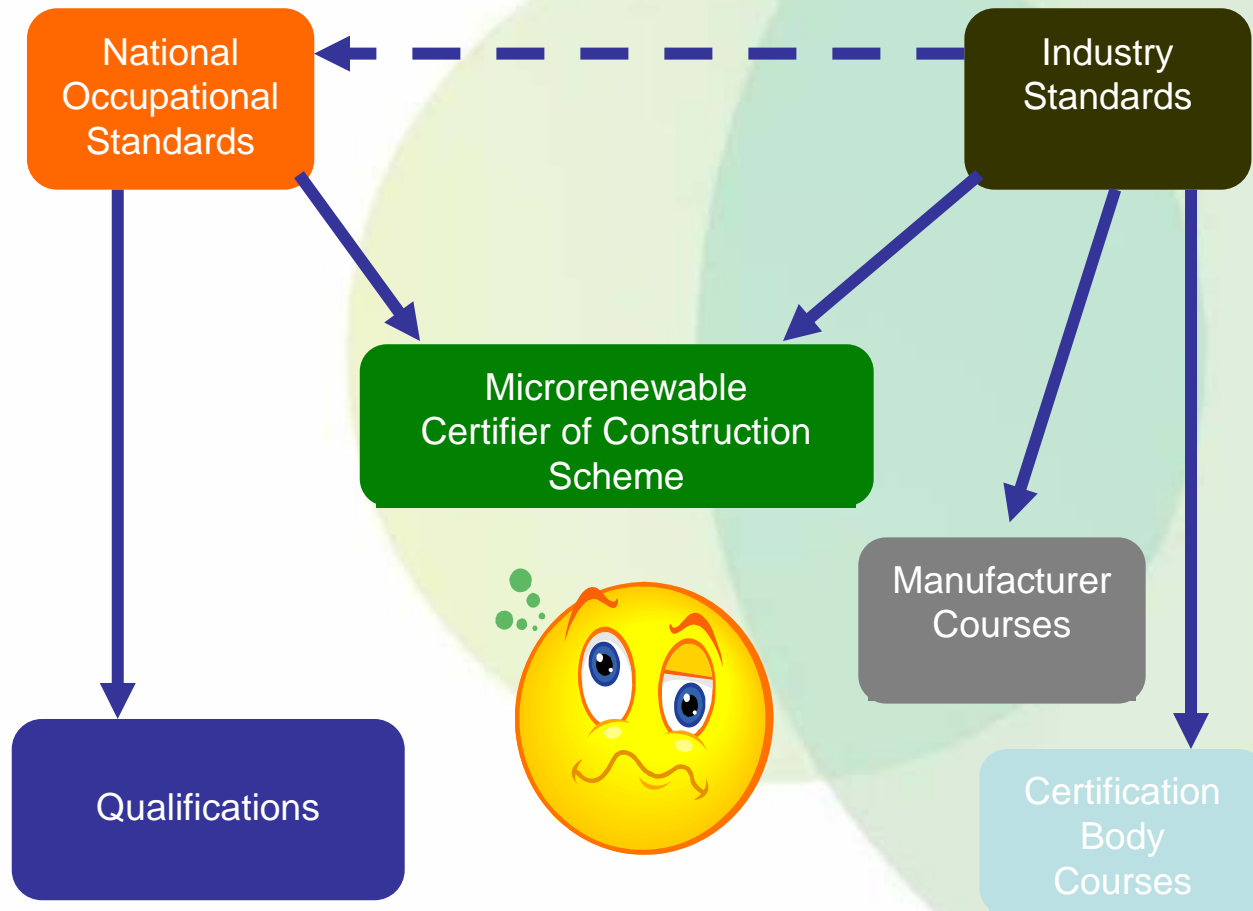 National
Occupational
Standards
Industry
Standards
Microrenewable
Certifier of Construction
Scheme
Manufacturer
Courses
Qualifications
Certification
Body
Courses